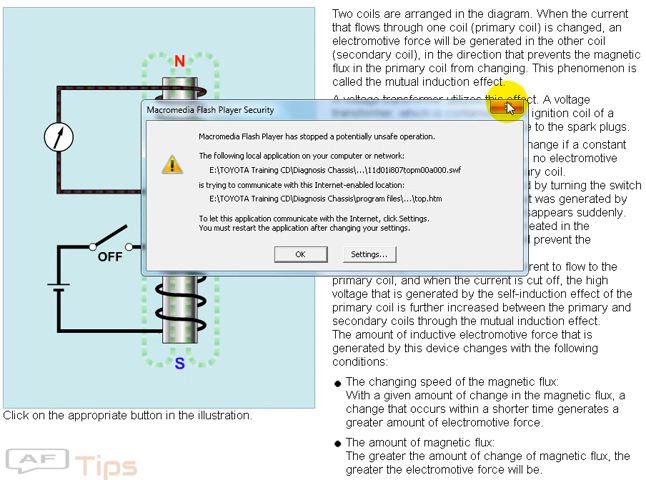 Two coils are arranged in the diagram. When the current
that flows through one coil (primary coil) is changed, an
electromotive force will be generated in the other coil
(secondary coil), in the direction that prevents the magnetic
flux in the primary coil from changing. This phenomenon is
called the mutual induction effect.
A voltage transformer utilizes this effect. A voltage
ignition coil of a
e to the spark plugs.
hange if a constant
no electromotive
ry coil.
d by turning the switch
t was generated by
sappears suddenly.
eated in the
prevent the
rent to flow to the
primary coil, and when the current is cut off, the high
voltage that is generated by the self-induction effect of the
primary coil is further increased between the primary and
secondary coils through the mutual induction effect.
The amount of inductive electromotive force that is
generated by this device changes with the following
conditions:
● The changing speed of the magnetic flux:
With a given amount of change in the magnetic flux, a
change that occurs within a shorter time generates a
greater amount of electromotive force.
● The amount of magnetic flux:
The greater the amount of change of magnetic flux, the
greater the electromotive force will be.
N
OFF
S
Click on the appropriate button in the illustration.
Macromedia Flash Player Security
Macromedia Flash Player has stopped a potentially unsafe operation.
The following local application on your computer or network:
E:\TOYOTA Training CD\Diagnosis Chassis\...\11d01i807topm00a000.swf
is trying to communicate with this Internet-enabled location:
E:\TOYOTA Training CD\Diagnosis Chassis\program files\...\top.htm
To let this application communicate with the Internet, click Settings.
You must restart the application after changing your settings.
OK
Settings...
AF Tips